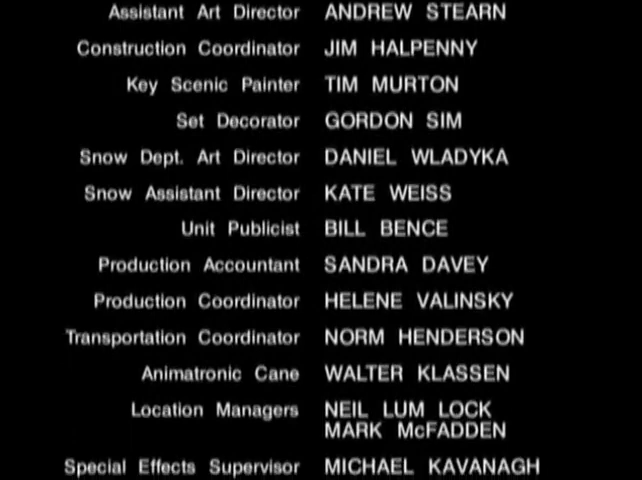 Assistant Art Director ANDREW STEARN
Construction Coordinator JIM HALPENNY
Key Scenic Painter TIM MURTON
Set Decorator GORDON SIM
Snow Dept. Art Director DANIEL WLADYKA
Snow Assistant Director KATE WEISS
Unit Publicist BILL BENCE
Production Accountant SANDRA DAVEY
Production Coordinator HELENE VALINSKY
Transportation Coordinator NORM HENDERSON
Animatronic Cane WALTER KLASSEN
Location Managers NEIL LUM LOCK
MARK McFADDEN
Special Effects Supervisor MICHAEL KAVANAGH